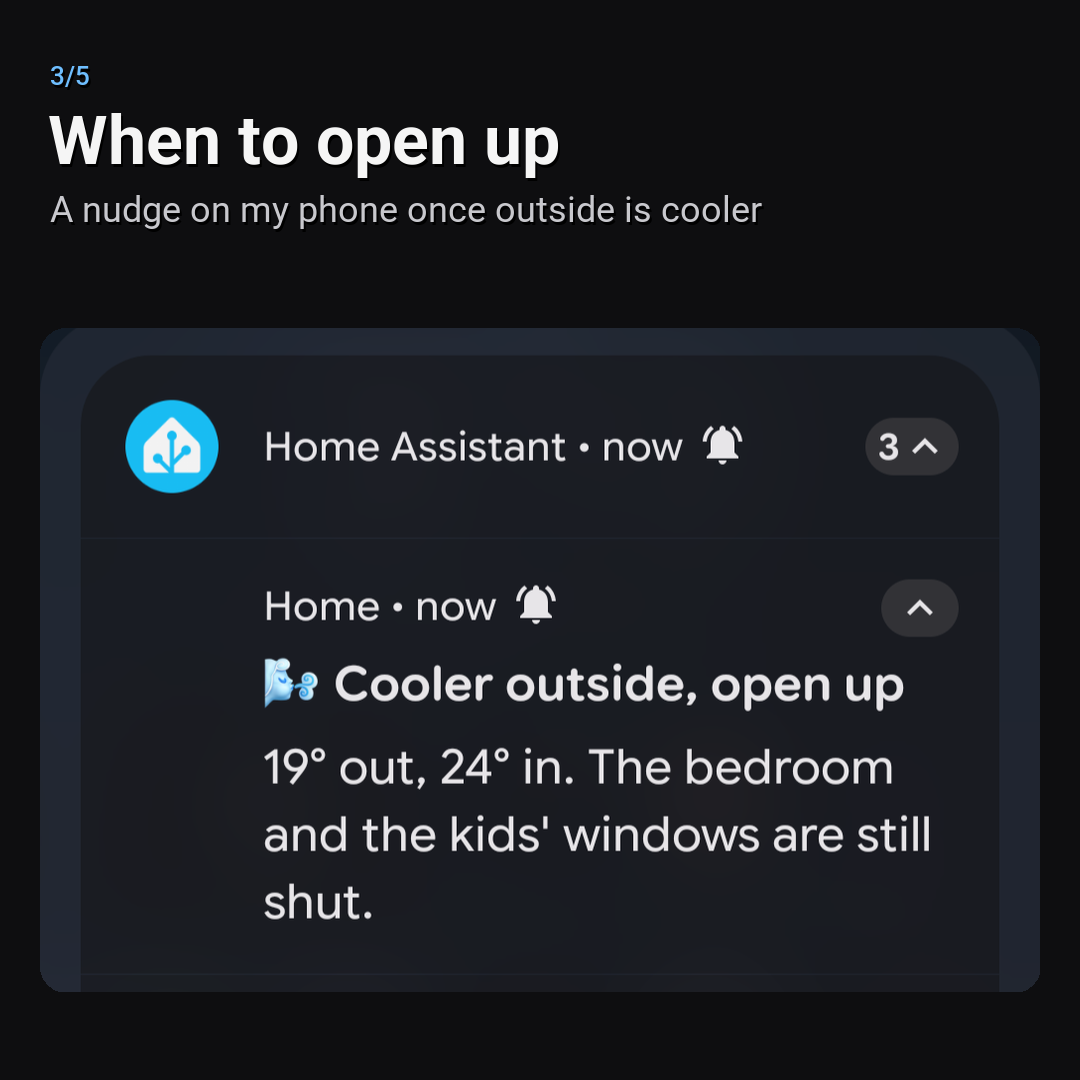 3/5
When to open up
A nudge on my phone once outside is cooler
Home Assistant • now
3
Home • now
🌬️ Cooler outside, open up
19° out, 24° in. The bedroom
and the kids' windows are still
shut.